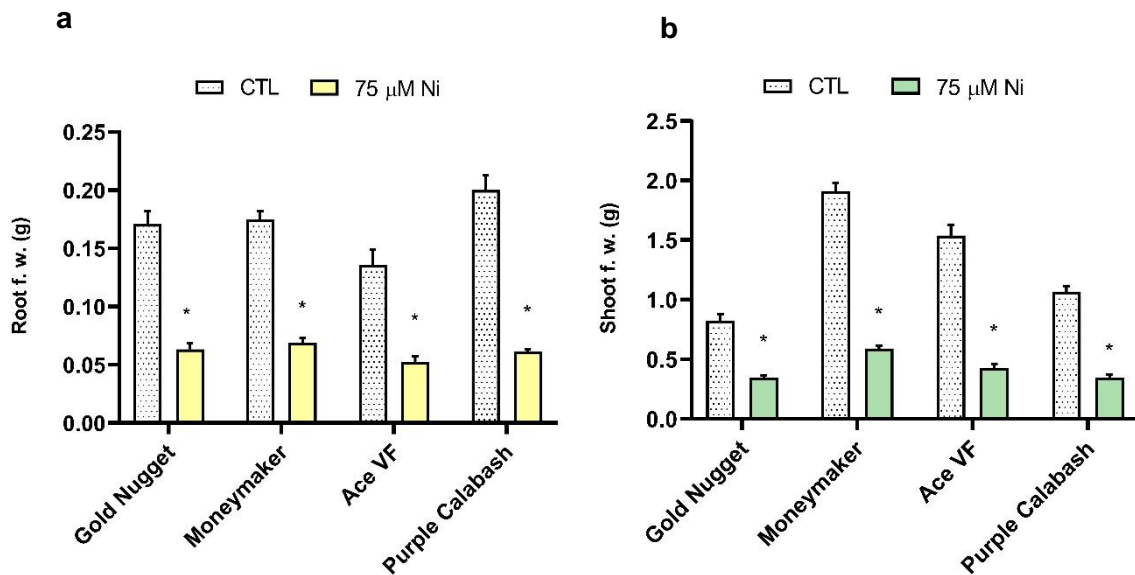 a
CTL 75 μM Ni
Root f. w. (g)
0.25
0.20
0.15
0.10
0.05
0.00
* * * *
Gold Nugget
Moneymaker
Ace VF
Purple Calabash
b
CTL 75 μM Ni
Shoot f. w. (g)
2.5
2.0
1.5
1.0
0.5
0.0
* * * *
Gold Nugget
Moneymaker
Ace VF
Purple Calabash